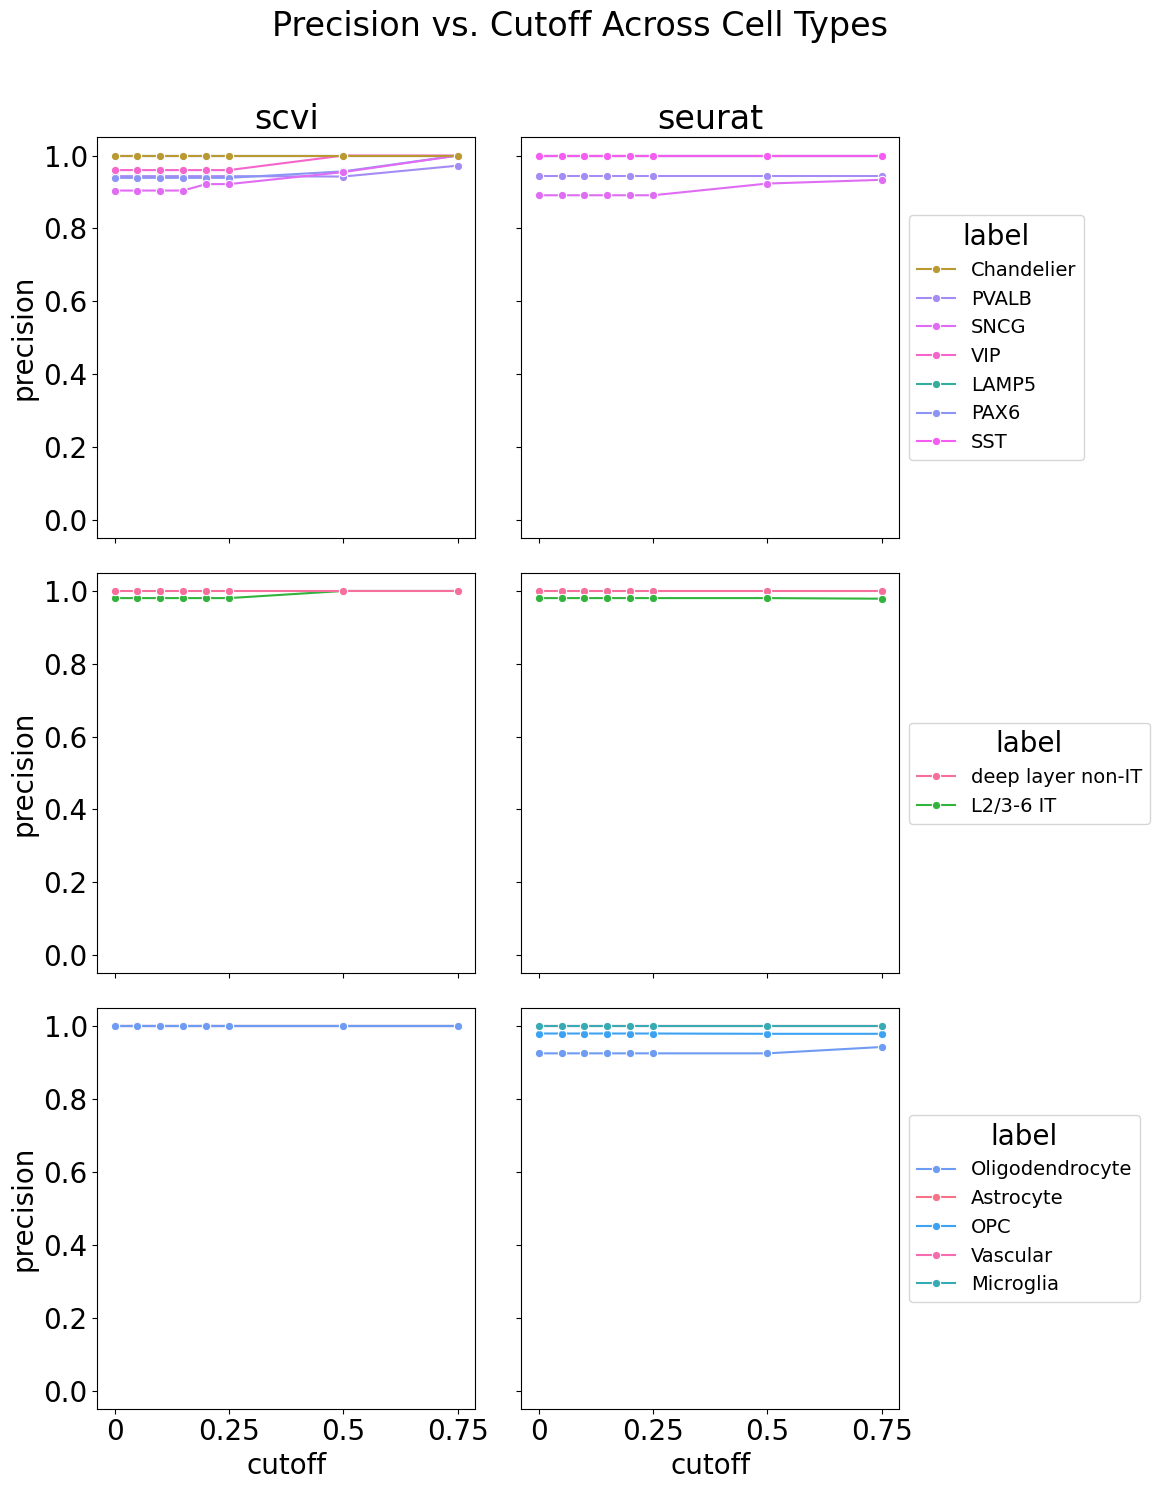 Precision vs. Cutoff Across Cell Types
scvi
seurat
1.0
0.8
0.6
0.4
0.2
0.0
precision
label
Chandelier
PVALB
SNCG
VIP
LAMP5
PAX6
SST
1.0
0.8
0.6
0.4
0.2
0.0
precision
label
deep layer non-IT
L2/3-6 IT
1.0
0.8
0.6
0.4
0.2
0.0
precision
label
Oligodendrocyte
Astrocyte
OPC
Vascular
Microglia
0 0.25 0.5 0.75
cutoff
0 0.25 0.5 0.75
cutoff